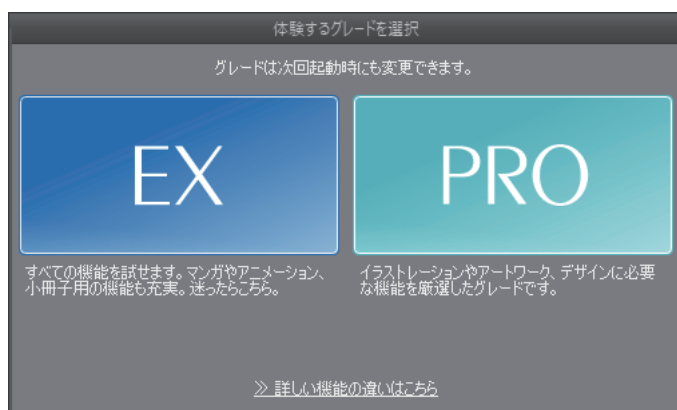 体験するグレードを選択
グレードは次回起動時にも変更できます。
EX
PRO
すべての機能を試せます。マンガやアニメーション、
小冊子用の機能も充実。迷ったらこちら。
イラストレーションやアートワーク、デザインに必要
な機能を厳選したグレードです。
≫ 詳しい機能の違いはこちら